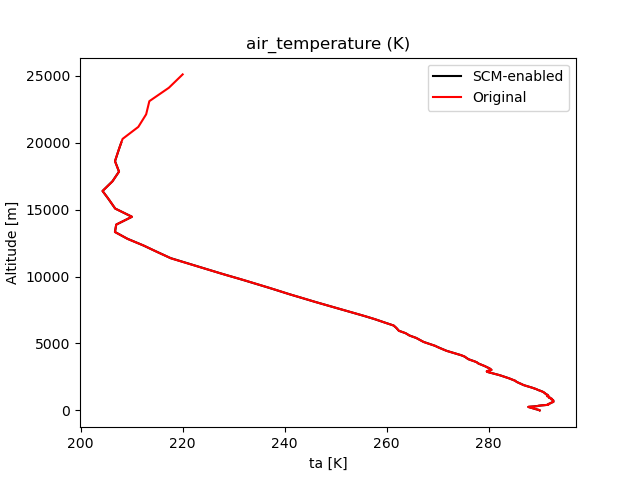 air_temperature (K)
SCM-enabled
Original
25000
20000
15000
10000
5000
0
Altitude [m]
200 220 240 260 280
ta [K]